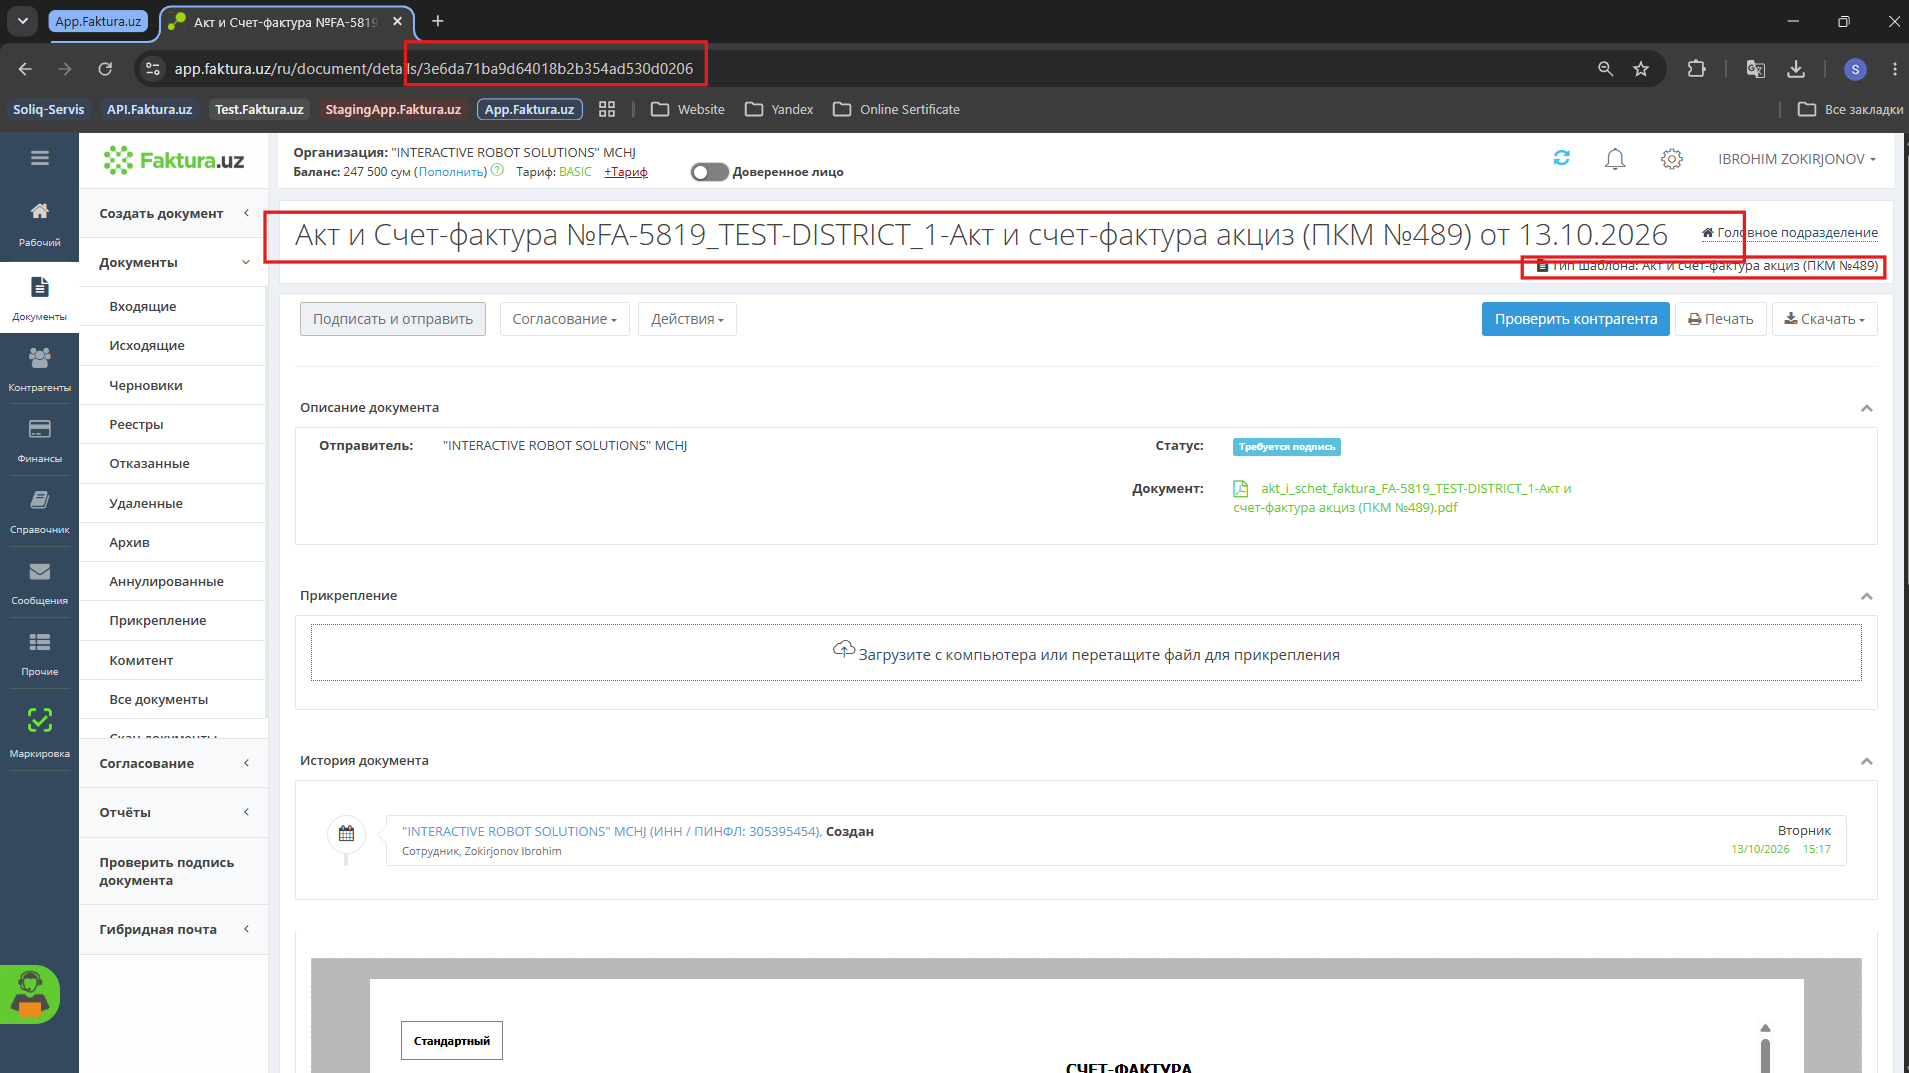 App.Faktura.uz
Акт и Счет-фактура №FA-5819
app.faktura.uz/ru/document/details/3e6da71ba9d64018b2b354ad530d0206
S
Soliq-Servis
API.Faktura.uz
Test.Faktura.uz
StagingApp.Faktura.uz
App.Faktura.uz
Website
Yandex
Online Sertificate
Все закладки
Faktura.uz
Организация: "INTERACTIVE ROBOT SOLUTIONS" MCHJ
Баланс: 247 500 сум (Пополнить) ? Тариф: BASIC +Тариф
Доверенное лицо
IBROHIM ZOKIRJONOV
Рабочий
Документы
Контрагенты
Финансы
Справочник
Сообщения
Прочие
Маркировка
Создать документ
Документы
Входящие
Исходящие
Черновики
Реестры
Отказанные
Удаленные
Архив
Аннулированные
Прикрепление
Комитент
Все документы
Скан документы
Согласование
Отчёты
Проверить подпись
документа
Гибридная почта
Акт и Счет-фактура №FA-5819_TEST-DISTRICT_1-Акт и счет-фактура акциз (ПКМ №489) от 13.10.2026
Головное подразделение
Тип шаблона: Акт и счет-фактура акциз (ПКМ №489)
Подписать и отправить
Согласование
Действия
Проверить контрагента
Печать
Скачать
Описание документа
Отправитель: "INTERACTIVE ROBOT SOLUTIONS" MCHJ
Статус: Требуется подпись
Документ: akt_i_schet_faktura_FA-5819_TEST-DISTRICT_1-Акт и
счет-фактура акциз (ПКМ №489).pdf
Прикрепление
Загрузите с компьютера или перетащите файл для прикрепления
История документа
"INTERACTIVE ROBOT SOLUTIONS" MCHJ (ИНН / ПИНФЛ: 305395454), Создан
Сотрудник, Zokirjonov Ibrohim
Вторник
13/10/2026 15:17
Стандартный
СЧЕТ-ФАКТУРА